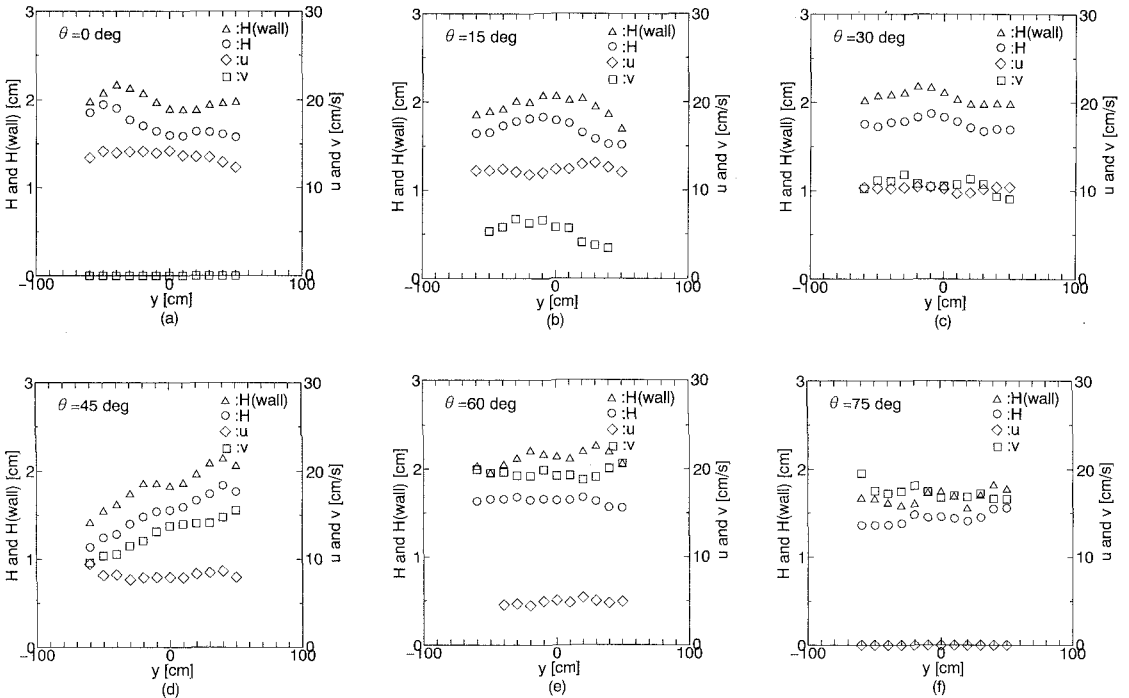 θ=0 deg
△ :H(wall)
○ :H
◇ :u
□ :v
3
2
1
0
30
20
10
0
−100
0
100
H and H(wall) [cm]
u and v [cm/s]
y [cm]
(a)
θ=15 deg
△ :H(wall)
○ :H
◇ :u
□ :v
3
2
1
0
30
20
10
0
−100
0
100
H and H(wall) [cm]
u and v [cm/s]
y [cm]
(b)
θ=30 deg
△ :H(wall)
○ :H
◇ :u
□ :v
3
2
1
0
30
20
10
0
−100
0
100
H and H(wall) [cm]
u and v [cm/s]
y [cm]
(c)
θ=45 deg
△ :H(wall)
○ :H
◇ :u
□ :v
3
2
1
0
30
20
10
0
−100
0
100
H and H(wall) [cm]
u and v [cm/s]
y [cm]
(d)
θ=60 deg
△ :H(wall)
○ :H
◇ :u
□ :v
3
2
1
0
30
20
10
0
−100
0
100
H and H(wall) [cm]
u and v [cm/s]
y [cm]
(e)
θ=75 deg
△ :H(wall)
○ :H
◇ :u
□ :v
3
2
1
0
30
20
10
0
−100
0
100
H and H(wall) [cm]
u and v [cm/s]
y [cm]
(f)